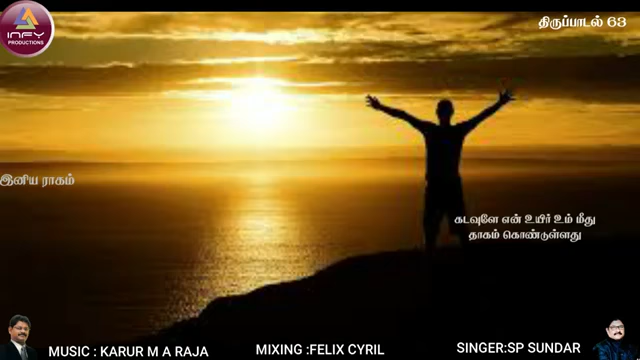 INFY
PRODUCTIONS
திருப்பாடல் 63
இனிய ராகம்
கடவுளே என் உயிர் உம் மீது
தாகம் கொண்டுள்ளது
MUSIC : KARUR M A RAJA
MIXING :FELIX CYRIL
SINGER:SP SUNDAR